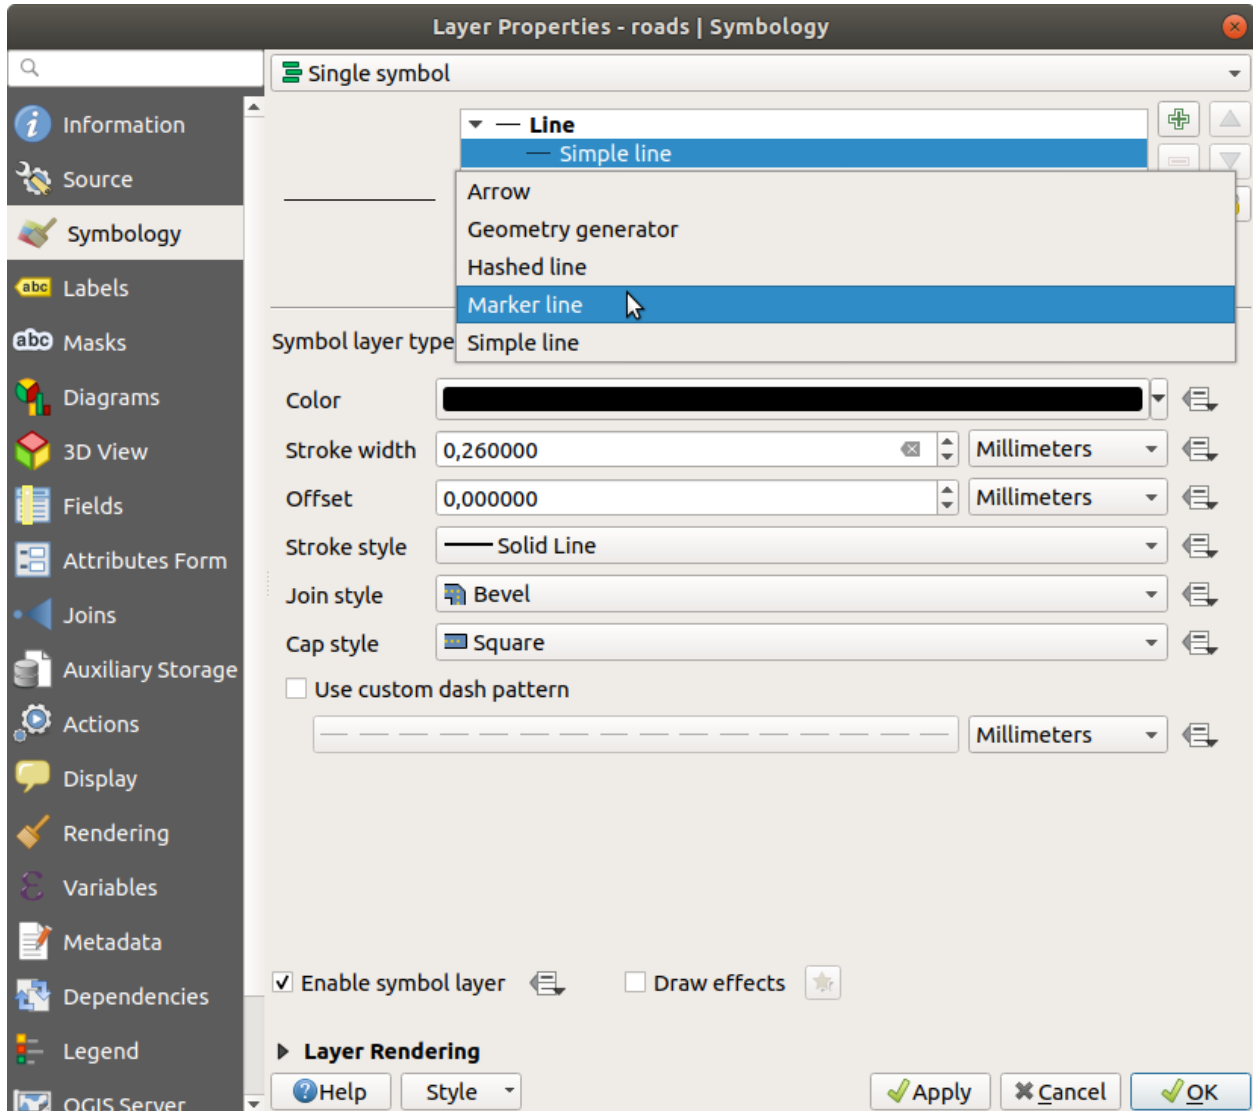 Layer Properties - roads | Symbology
Single symbol
Information
Source
Symbology
Labels
Masks
Diagrams
3D View
Fields
Attributes Form
Joins
Auxiliary Storage
Actions
Display
Rendering
Variables
Metadata
Dependencies
Legend
QGIS Server
Line
Simple line
Arrow
Geometry generator
Hashed line
Marker line
Symbol layer type Simple line
Color
Stroke width 0,260000 Millimeters
Offset 0,000000 Millimeters
Stroke style Solid Line
Join style Bevel
Cap style Square
Use custom dash pattern
Millimeters
Enable symbol layer Draw effects
Layer Rendering
Help Style Apply Cancel OK